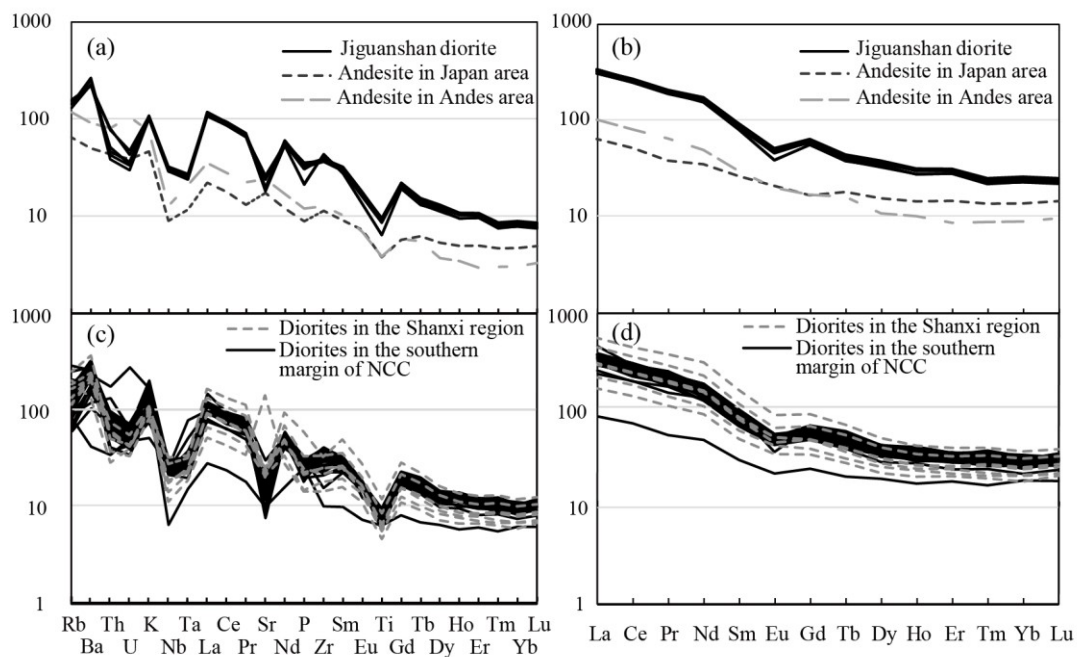 1000
100
10
(a)
Jiguanshan diorite
Andesite in Japan area
Andesite in Andes area
1000
100
10
(b)
Jiguanshan diorite
Andesite in Japan area
Andesite in Andes area
1000
100
10
1
(c)
Diorites in the Shanxi region
Diorites in the southern
margin of NCC
Rb Th K Ta Ce Sr P Sm Ti Tb Ho Tm Lu
Ba U Nb La Pr Nd Zr Eu Gd Dy Er Yb
1000
100
10
1
(d)
Diorites in the Shanxi region
Diorites in the southern
margin of NCC
La Ce Pr Nd Sm Eu Gd Tb Dy Ho Er Tm Yb Lu